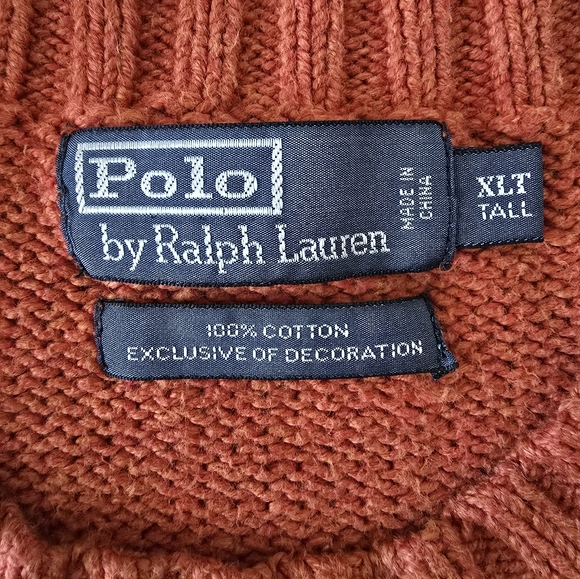 Polo
by Ralph Lauren
MADE IN
CHINA
XLT
TALL
100% COTTON
EXCLUSIVE OF DECORATION